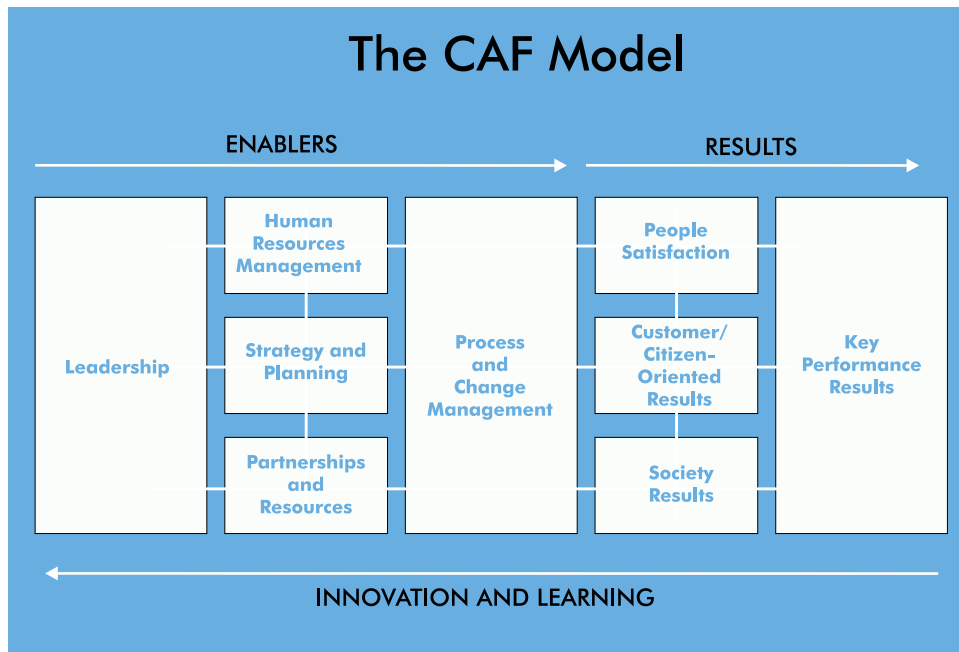 The CAF Model
ENABLERS
RESULTS
Leadership
Human
Resources
Management
Strategy and
Planning
Partnerships
and
Resources
Process
and
Change
Management
People
Satisfaction
Customer/
Citizen-
Oriented
Results
Society
Results
Key
Performance
Results
INNOVATION AND LEARNING